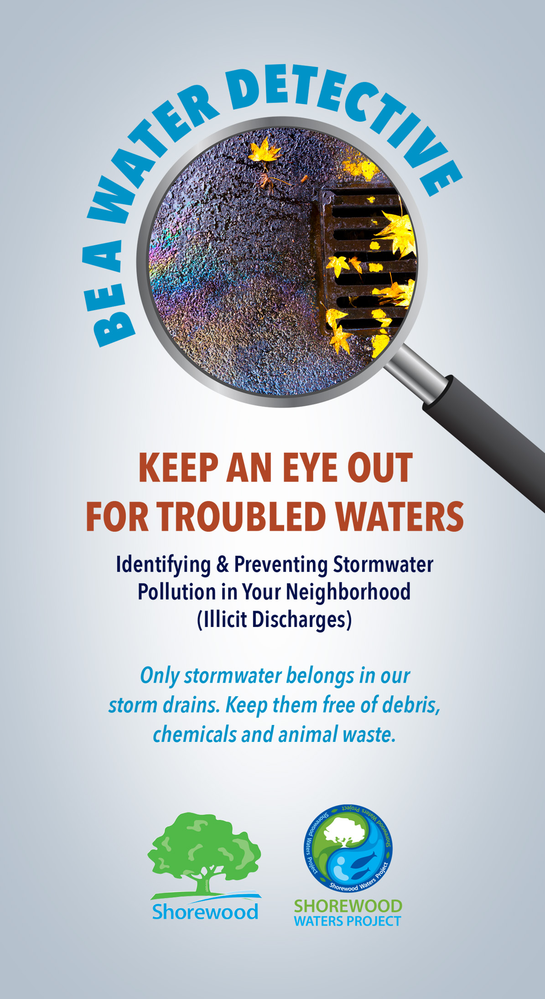 BE A WATER DETECTIVE
KEEP AN EYE OUT
FOR TROUBLED WATERS
Identifying & Preventing Stormwater
Pollution in Your Neighborhood
(Illicit Discharges)
Only stormwater belongs in our
storm drains. Keep them free of debris,
chemicals and animal waste.
Shorewood
Shorewood Waters Project
Shorewood Waters Project
Shorewood Waters Project
SHOREWOOD
WATERS PROJECT